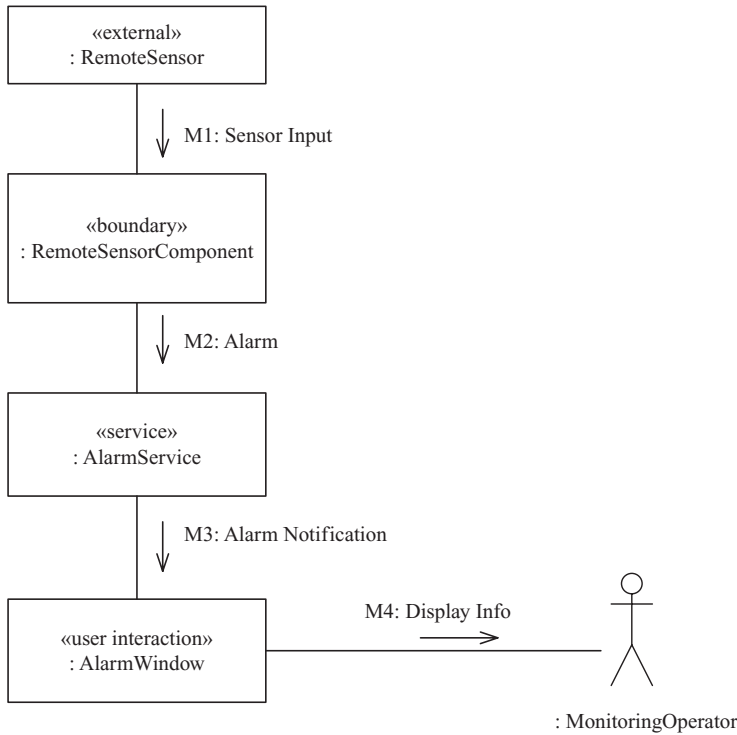 «external»
: RemoteSensor
M1: Sensor Input
«boundary»
: RemoteSensorComponent
M2: Alarm
«service»
: AlarmService
M3: Alarm Notification
M4: Display Info
«user interaction»
: AlarmWindow
: MonitoringOperator